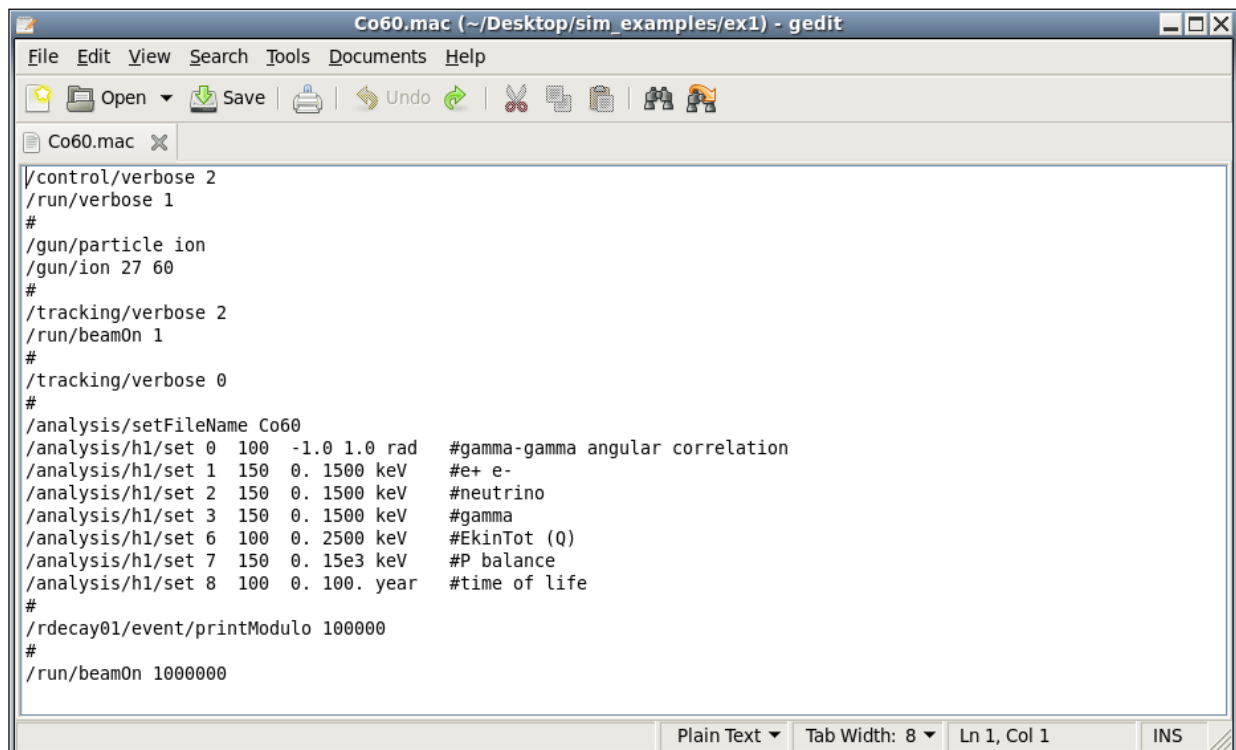 Co60.mac (~/Desktop/sim_examples/ex1) - gedit
File Edit View Search Tools Documents Help
Open Save Undo
Co60.mac
/control/verbose 2
/run/verbose 1
#
/gun/particle ion
/gun/ion 27 60
#
/tracking/verbose 2
/run/beamOn 1
#
/tracking/verbose 0
#
/analysis/setFileName Co60
/analysis/h1/set 0  100  -1.0 1.0 rad   #gamma-gamma angular correlation
/analysis/h1/set 1  150  0. 1500 keV    #e+ e-
/analysis/h1/set 2  150  0. 1500 keV    #neutrino
/analysis/h1/set 3  150  0. 1500 keV    #gamma
/analysis/h1/set 6  100  0. 2500 keV    #EkinTot (Q)
/analysis/h1/set 7  150  0. 15e3 keV    #P balance
/analysis/h1/set 8  100  0. 100. year   #time of life
#
/rdecay01/event/printModulo 100000
#
/run/beamOn 1000000
Plain Text Tab Width: 8 Ln 1, Col 1 INS